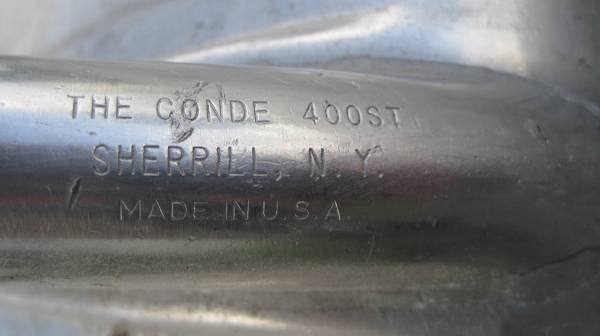 THE CONDE 400ST
SHERRILL, N.Y.
MADE IN U.S.A.